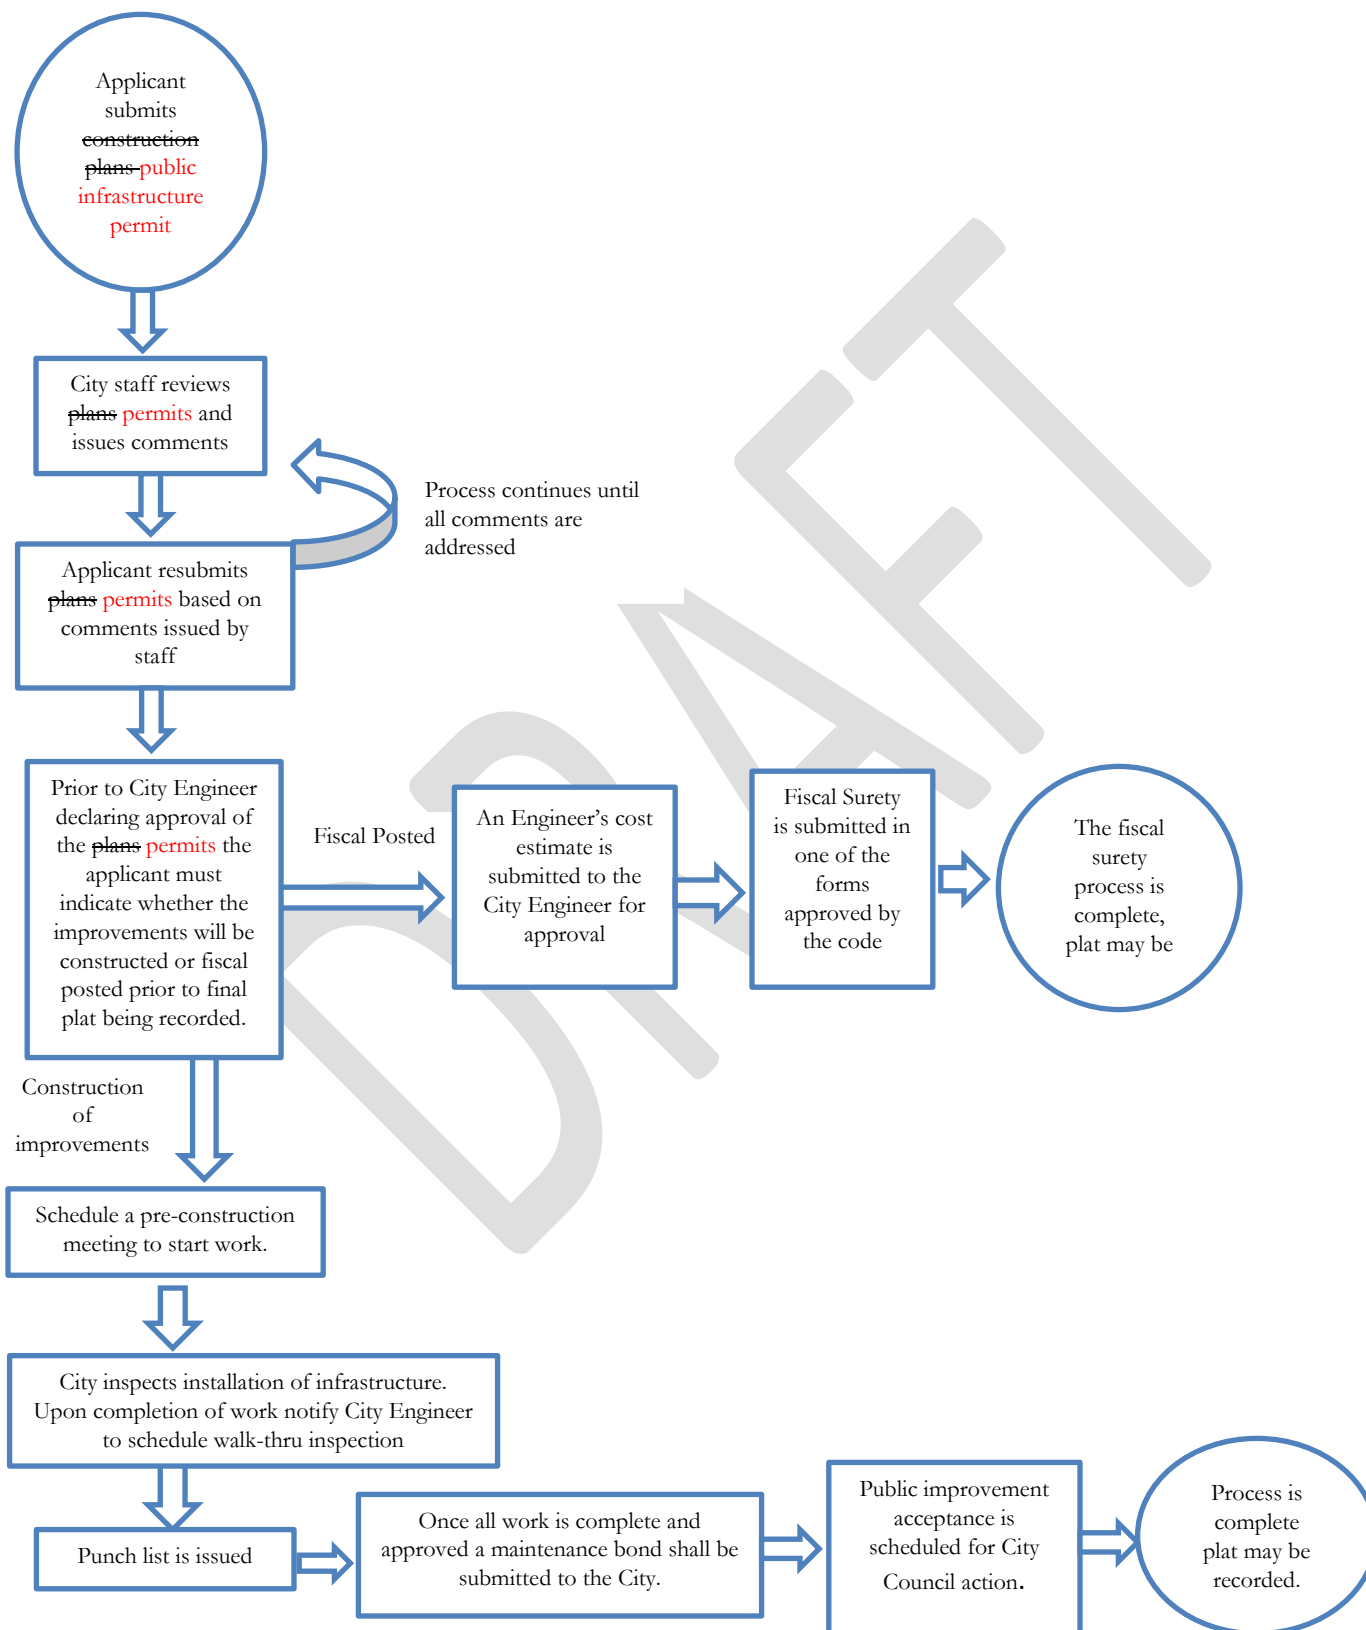 Applicant
submits
construction
plans public
infrastructure
permit
City staff reviews
plans permits and
issues comments
Process continues until
all comments are
addressed
Applicant resubmits
plans permits based on
comments issued by
staff
Prior to City Engineer
declaring approval of
the plans permits the
applicant must
indicate whether the
improvements will be
constructed or fiscal
posted prior to final
plat being recorded.
Fiscal Posted
An Engineer’s cost
estimate is
submitted to the
City Engineer for
approval
Fiscal Surety
is submitted in
one of the
forms
approved by
the code
The fiscal
surety
process is
complete,
plat may be
Construction
of
improvements
Schedule a pre-construction
meeting to start work.
City inspects installation of infrastructure.
Upon completion of work notify City Engineer
to schedule walk-thru inspection
Punch list is issued
Once all work is complete and
approved a maintenance bond shall be
submitted to the City.
Public improvement
acceptance is
scheduled for City
Council action.
Process is
complete
plat may be
recorded.
DRAFT